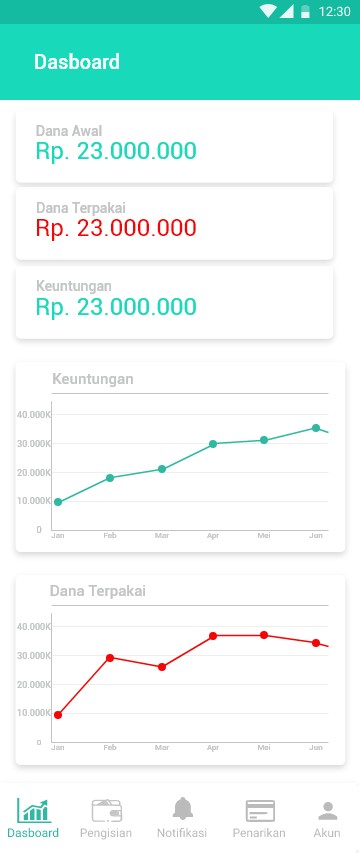 12:30
Dasboard
Dana Awal
Rp. 23.000.000
Dana Terpakai
Rp. 23.000.000
Keuntungan
Rp. 23.000.000
Keuntungan
40.000K
30.000K
20.000K
10.000K
0
Jan Feb Mar Apr Mei Jun
Dana Terpakai
40.000K
30.000K
20.000K
10.000K
0
Jan Feb Mar Apr Mei Jun
Dasboard Pengisian Notifikasi Penarikan Akun